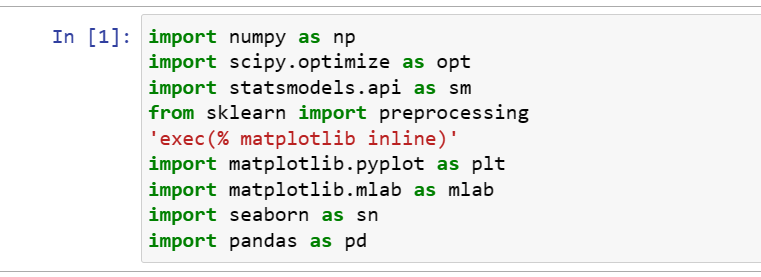 In [1]: import numpy as np
import scipy.optimize as opt
import statsmodels.api as sm
from sklearn import preprocessing
'exec(% matplotlib inline)'
import matplotlib.pyplot as plt
import matplotlib.mlab as mlab
import seaborn as sn
import pandas as pd